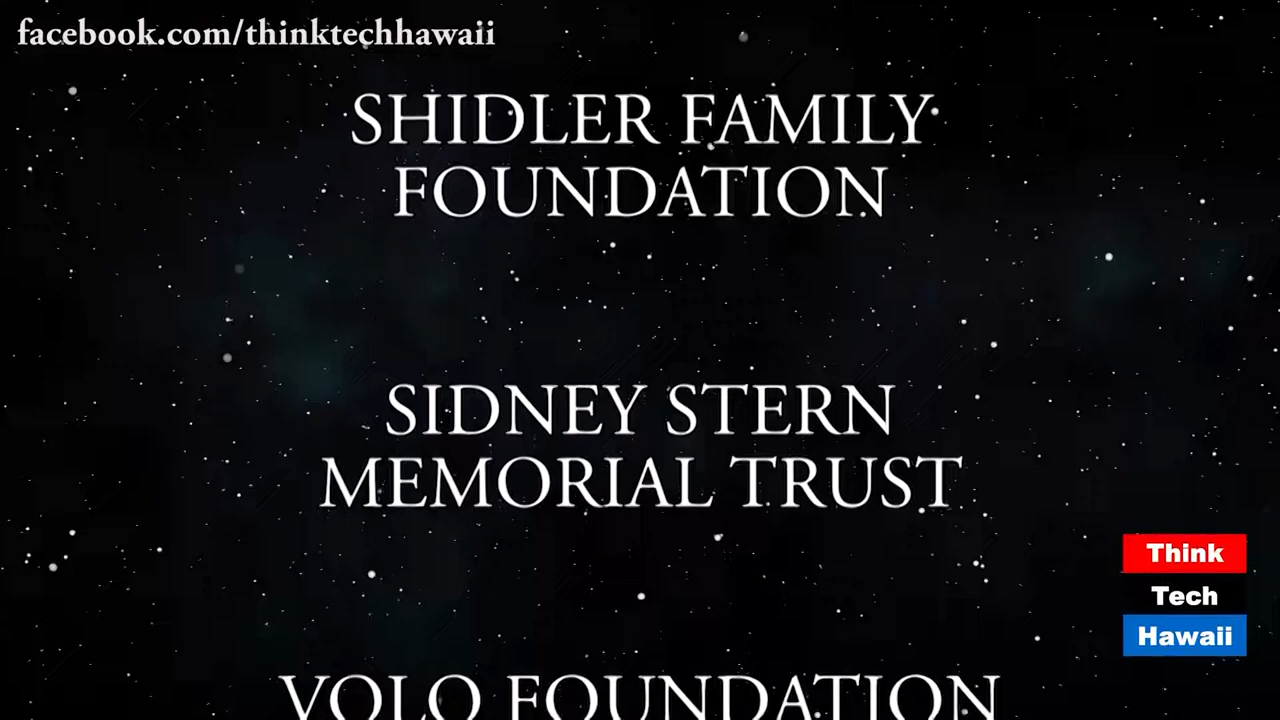 facebook.com/thinktechhawaii
SHIDLER FAMILY
FOUNDATION
SIDNEY STERN
MEMORIAL TRUST
Think
Tech
Hawaii
VOLO FOUNDATION